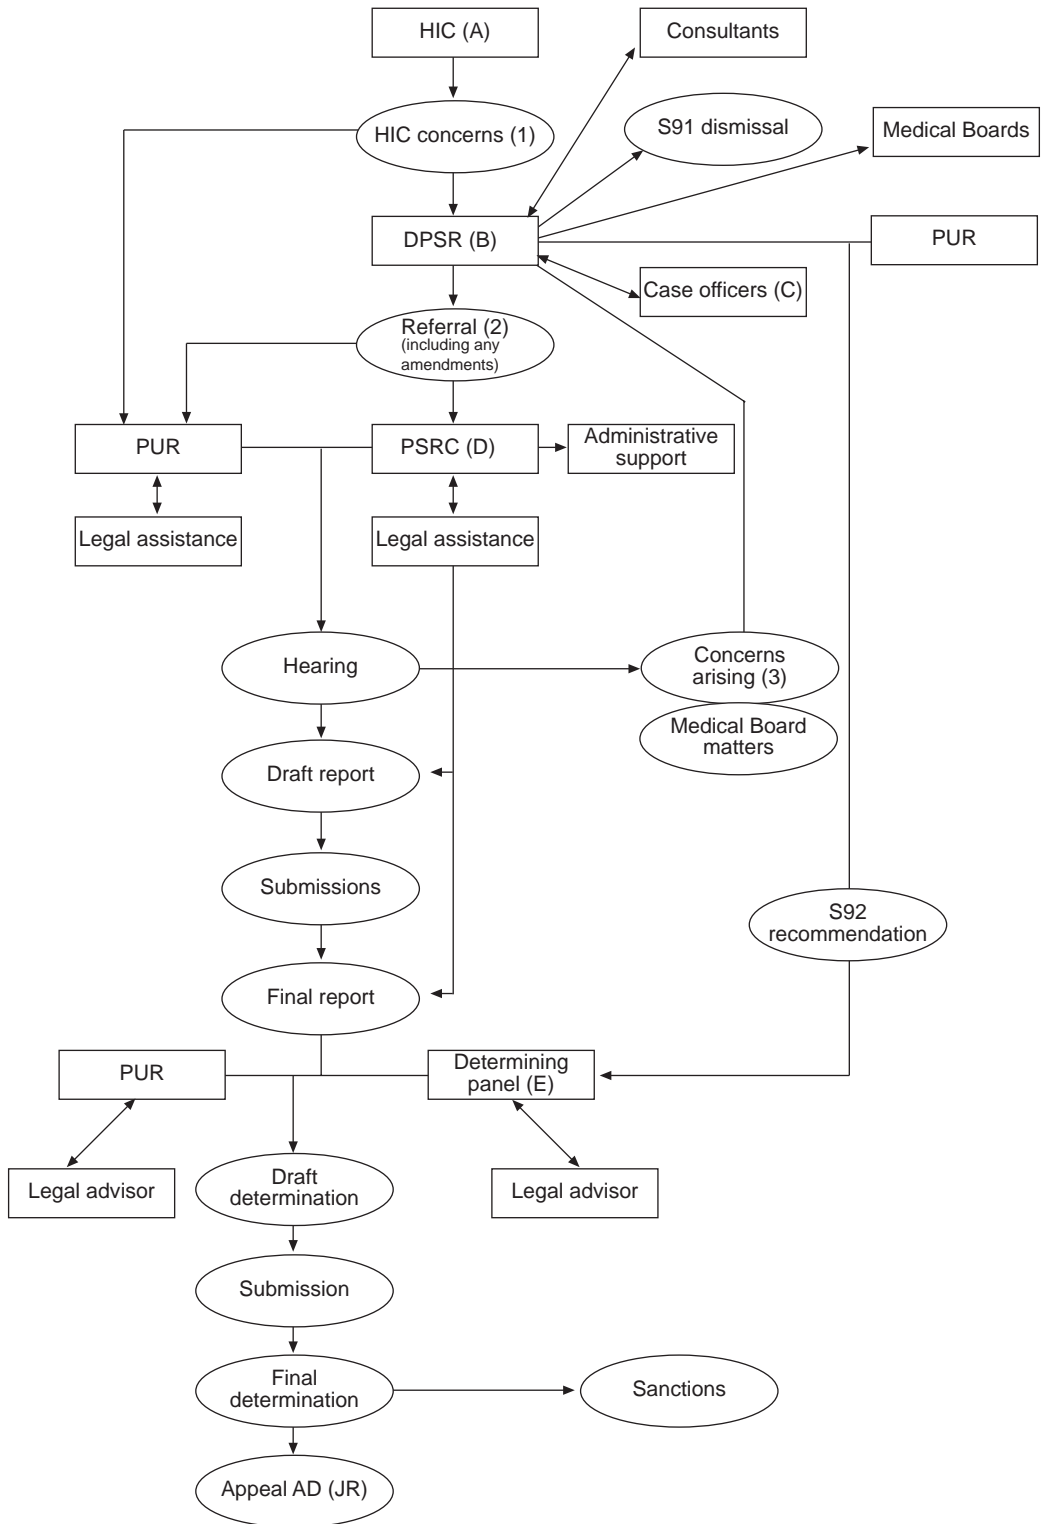 HIC (A)
Consultants
HIC concerns (1)
S91 dismissal
Medical Boards
DPSR (B)
PUR
Case officers (C)
Referral (2)
(including any
amendments)
PUR
PSRC (D)
Administrative
support
Legal assistance
Legal assistance
Hearing
Concerns
arising (3)
Medical Board
matters
Draft report
Submissions
S92
recommendation
Final report
PUR
Determining
panel (E)
Legal advisor
Draft
determination
Legal advisor
Submission
Final
determination
Sanctions
Appeal AD (JR)